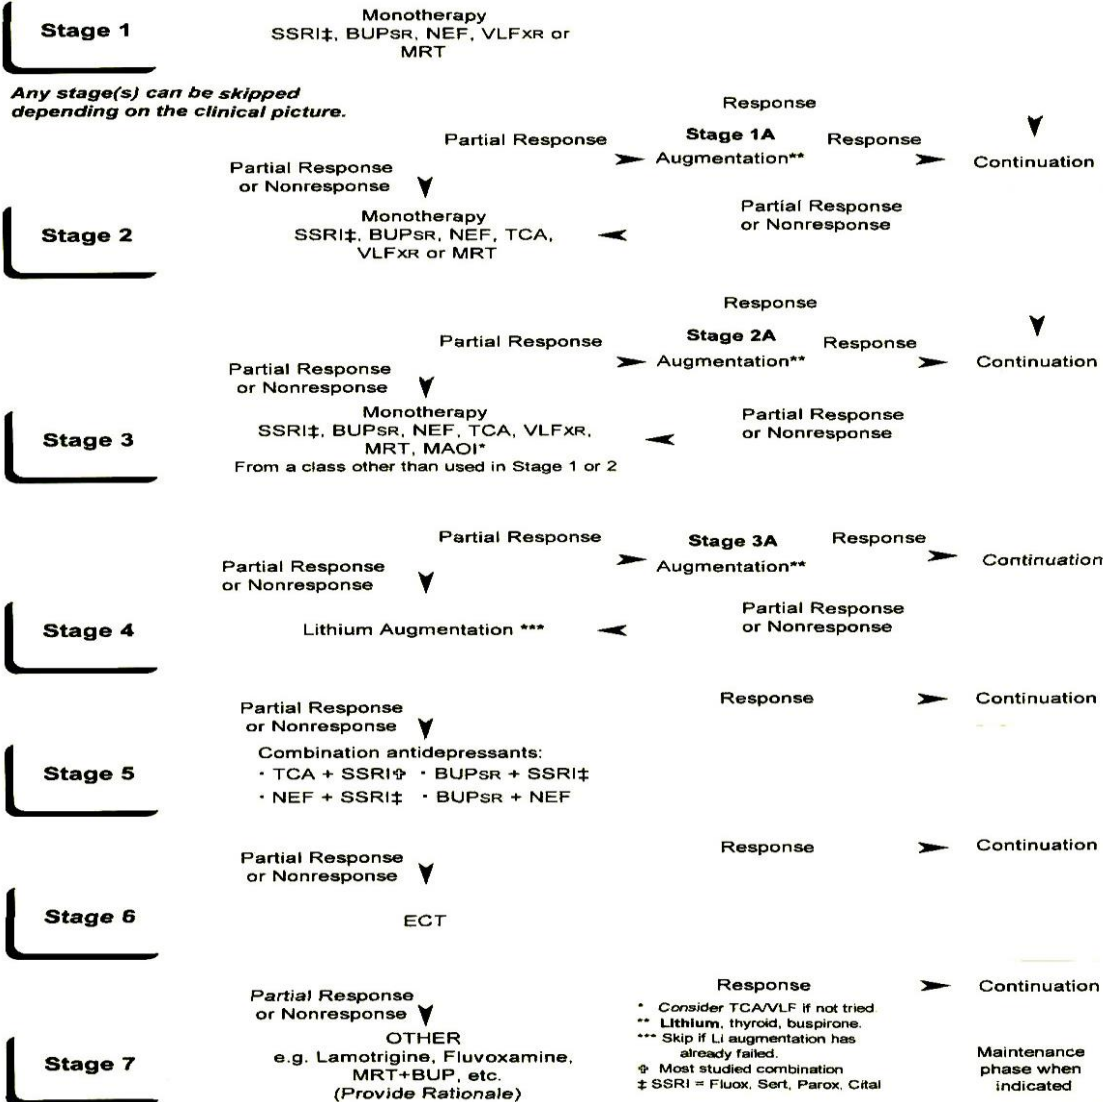 Stage 1
Monotherapy
SSRI‡, BUPSR, NEF, VLFXR or
MRT
Any stage(s) can be skipped
depending on the clinical picture.
Response
Partial Response
Stage 1A
Augmentation**
Response
Continuation
Partial Response
or Nonresponse
Stage 2
Monotherapy
SSRI‡, BUPSR, NEF, TCA,
VLFXR or MRT
Partial Response
or Nonresponse
Response
Partial Response
Stage 2A
Augmentation**
Response
Continuation
Partial Response
or Nonresponse
Stage 3
Monotherapy
SSRI‡, BUPSR, NEF, TCA, VLFXR,
MRT, MAOI*
From a class other than used in Stage 1 or 2
Partial Response
or Nonresponse
Partial Response
Stage 3A
Augmentation**
Response
Continuation
Partial Response
or Nonresponse
Stage 4
Lithium Augmentation ***
Partial Response
or Nonresponse
Response
Continuation
Partial Response
or Nonresponse
Stage 5
Combination antidepressants:
· TCA + SSRI✞ · BUPSR + SSRI‡
· NEF + SSRI‡ · BUPSR + NEF
Response
Continuation
Partial Response
or Nonresponse
Stage 6
ECT
Response
Continuation
Partial Response
or Nonresponse
Stage 7
OTHER
e.g. Lamotrigine, Fluvoxamine,
MRT+BUP, etc.
(Provide Rationale)
* Consider TCA/VLF if not tried
** Lithium, thyroid, buspirone.
*** Skip if Li augmentation has
already failed.
✞ Most studied combination
‡ SSRI = Fluox, Sert, Parox, Cital
Maintenance
phase when
indicated